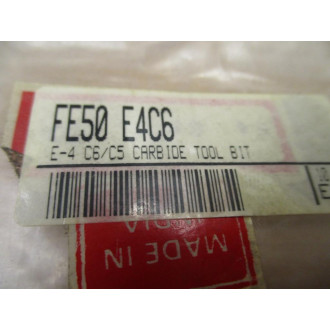 FE50 E4C6
E-4 C6/C5 CARBIDE TOOL BIT
MADE IN